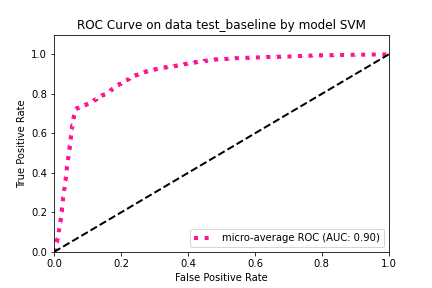 ROC Curve on data test_baseline by model SVM
True Positive Rate
1.0
0.8
0.6
0.4
0.2
0.0
micro-average ROC (AUC: 0.90)
0.0 0.2 0.4 0.6 0.8 1.0
False Positive Rate